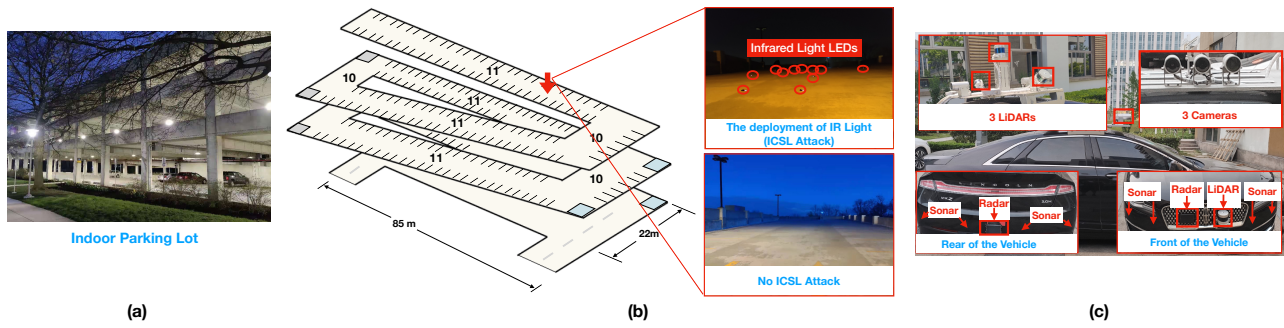 Indoor Parking Lot
(a)
11
10
11
11
10
11
10
85 m
22m
Infrared Light LEDs
The deployment of IR Light
(ICSL Attack)
No ICSL Attack
(b)
3 LiDARs
3 Cameras
LINCOLN
Sonar
Radar
Sonar
Rear of the Vehicle
Sonar
Radar
LiDAR
Sonar
Front of the Vehicle
(c)